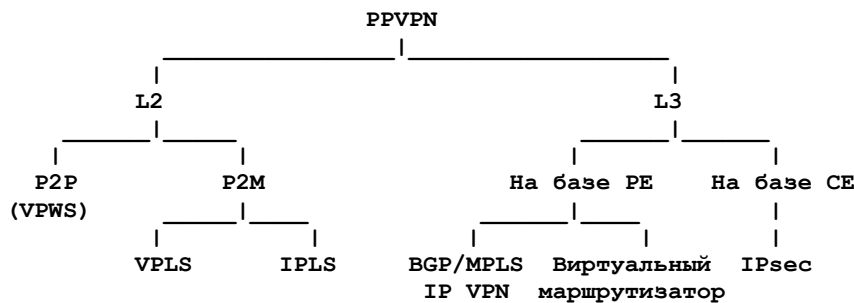 PPVPN
L2 L3
P2P P2M На базе PE На базе CE
(VPWS)
VPLS IPLS BGP/MPLS Виртуальный IPsec
IP VPN маршрутизатор